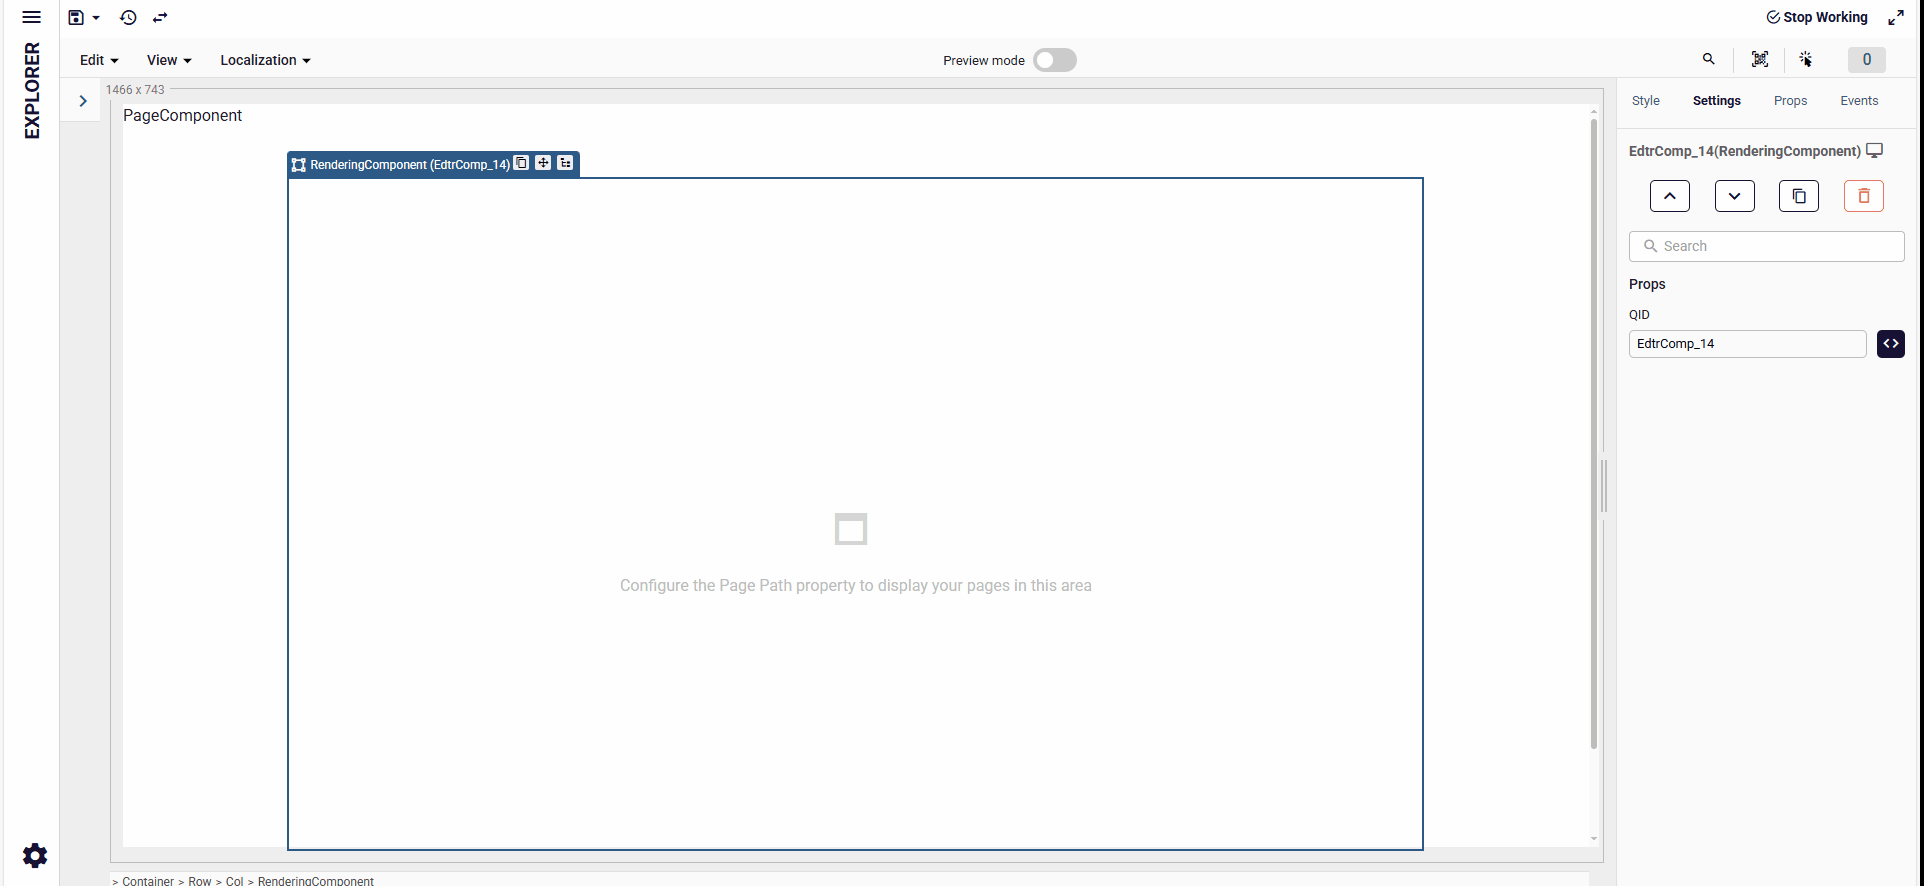 EXPLORER
Stop Working
Edit View Localization
Preview mode
0
1466 x 743
PageComponent
RenderingComponent (EdtrComp_14)
Configure the Page Path property to display your pages in this area
> Container > Row > Col > RenderingComponent
Style Settings Props Events
EdtrComp_14(RenderingComponent)
Search
Props
QID
EdtrComp_14